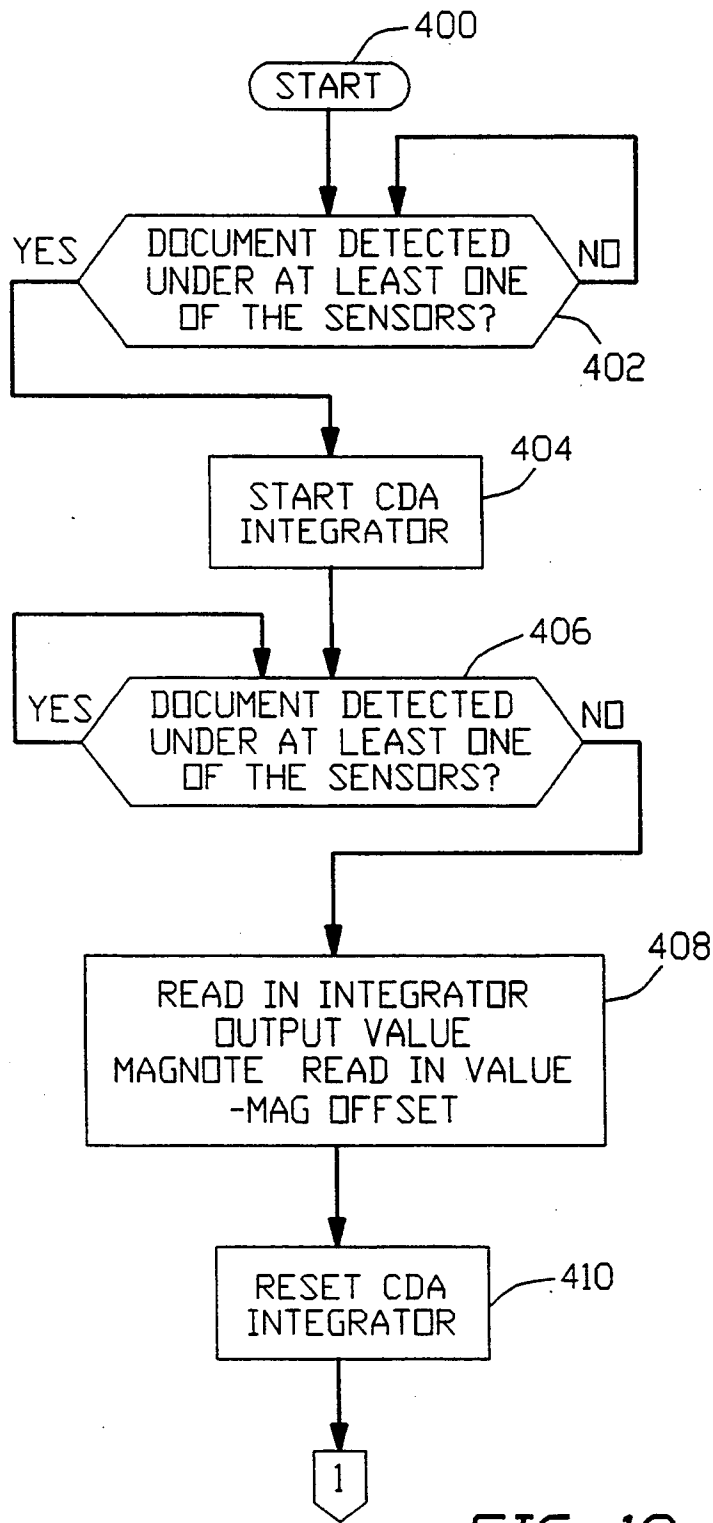 400
START
YES
DOCUMENT DETECTED
UNDER AT LEAST ONE
OF THE SENSORS?
NO
402
404
START CDA
INTEGRATOR
406
YES
DOCUMENT DETECTED
UNDER AT LEAST ONE
OF THE SENSORS?
NO
408
READ IN INTEGRATOR
OUTPUT VALUE
MAGNOTE READ IN VALUE
-MAG OFFSET
RESET CDA
INTEGRATOR
410
1